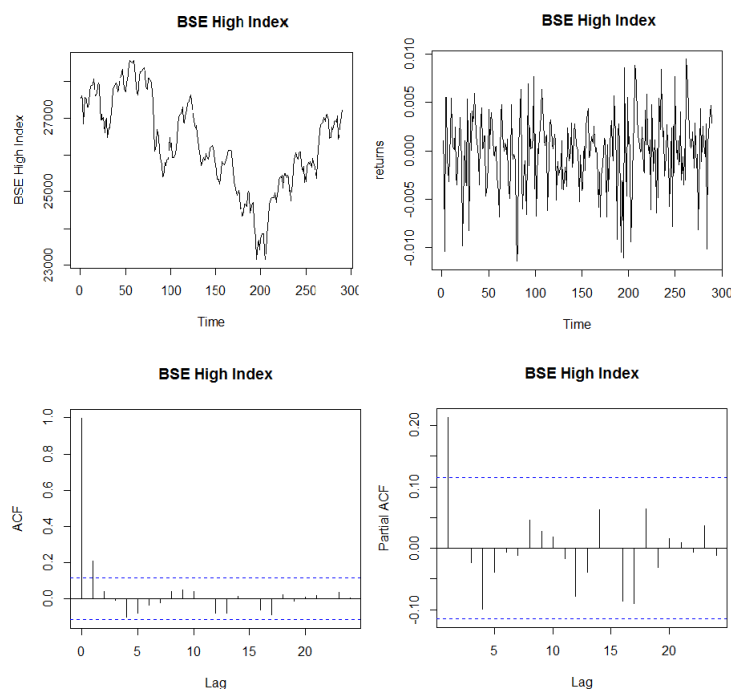 BSE High Index
BSE High Index
27000
25000
23000
0 50 100 150 200 250 300
Time
BSE High Index
returns
0.010
0.005
0.000
-0.005
-0.010
0 50 100 150 200 250 300
Time
BSE High Index
ACF
1.0
0.8
0.6
0.4
0.2
0.0
0 5 10 15 20
Lag
BSE High Index
Partial ACF
0.20
0.10
0.00
-0.10
5 10 15 20
Lag